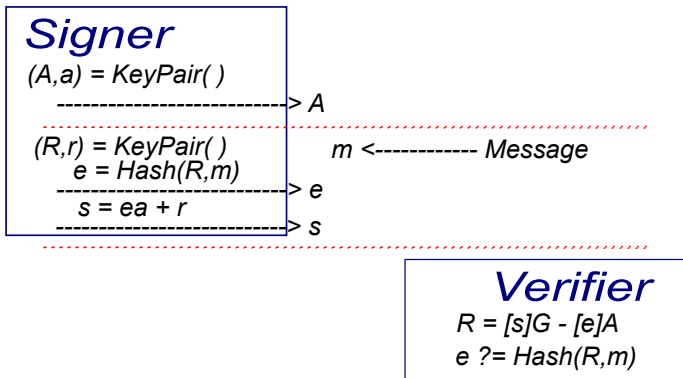 Signer
(A,a) = KeyPair( )
---------------------------> A
(R,r) = KeyPair( )
m <------------ Message
e = Hash(R,m)
---------------------------> e
s = ea + r
---------------------------> s
Verifier
R = [s]G - [e]A
e ?= Hash(R,m)